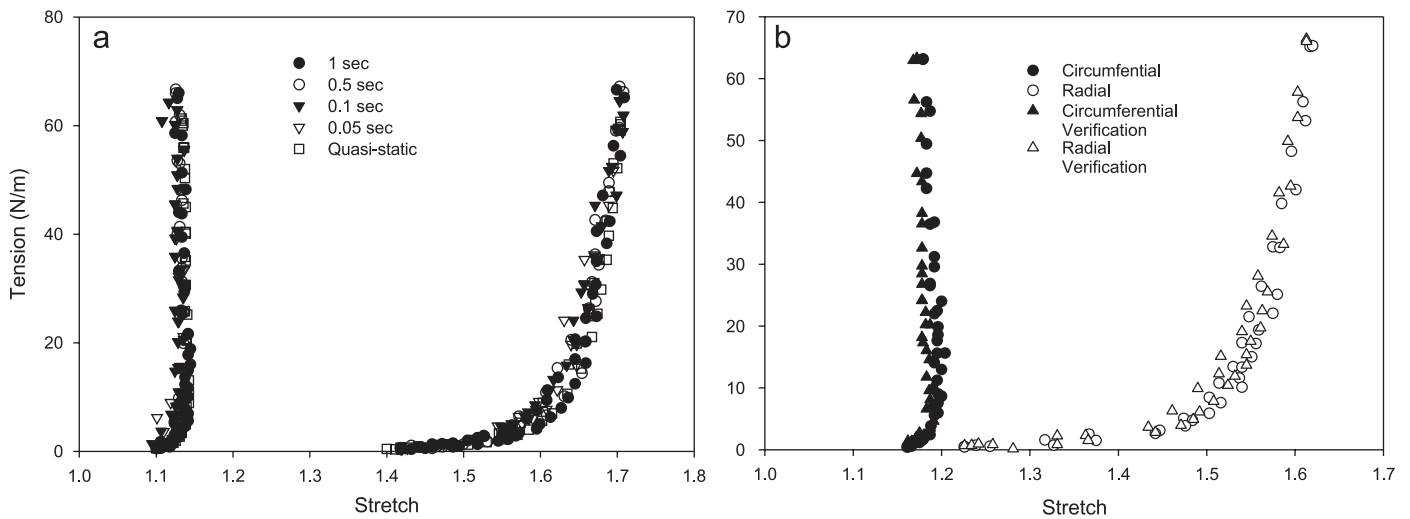 a
80
60
40
20
0
Tension (N/m)
1 sec
0.5 sec
0.1 sec
0.05 sec
Quasi-static
1.0 1.1 1.2 1.3 1.4 1.5 1.6 1.7 1.8
Stretch
b
70
60
50
40
30
20
10
0
Circumfential
Radial
Circumferential
Verification
Radial
Verification
1.0 1.1 1.2 1.3 1.4 1.5 1.6 1.7
Stretch